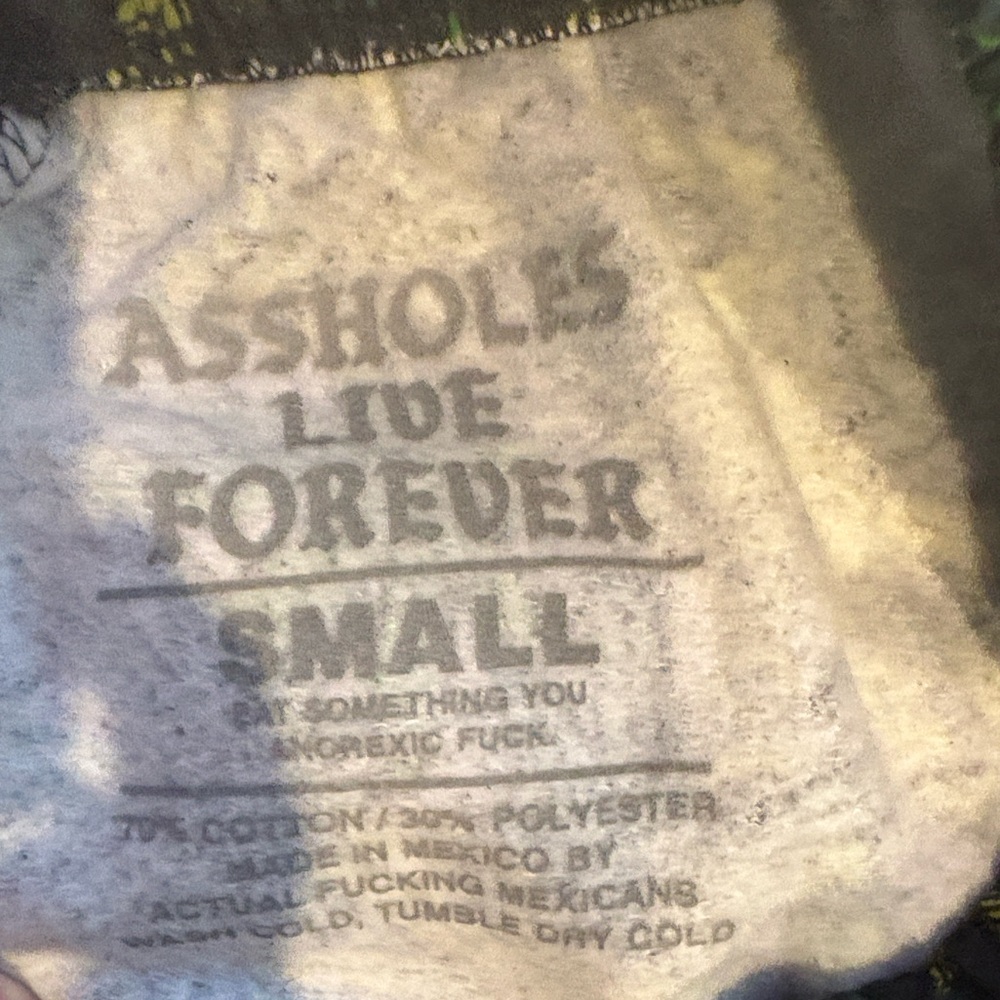 ASSHOLES
LIVE
FOREVER
SMALL
EAT SOMETHING YOU
ANOREXIC FUCK.
70% COTTON / 30% POLYESTER
MADE IN MEXICO BY
ACTUAL FUCKING MEXICANS
WASH COLD, TUMBLE DRY COLD